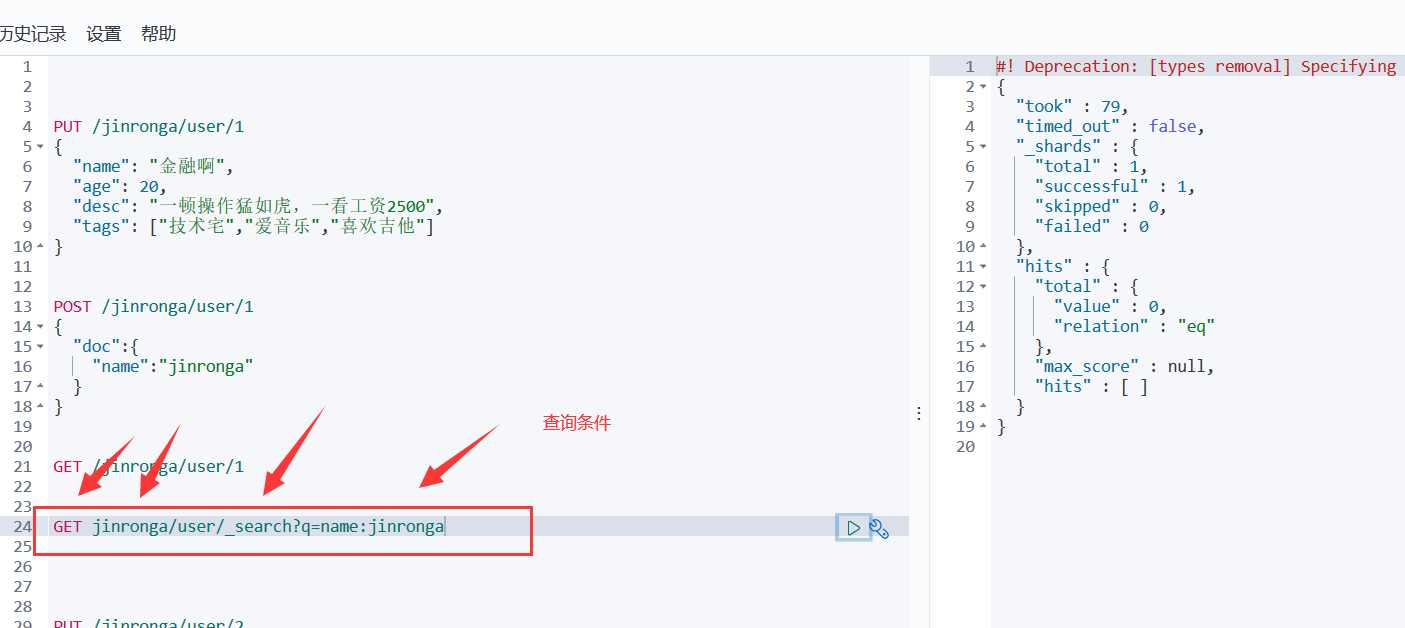 历史记录 设置 帮助
1
2
3
4 PUT /jinronga/user/1
5 {
6 "name": "金融啊",
7 "age": 20,
8 "desc": "一顿操作猛如虎，一看工资2500",
9 "tags": ["技术宅","爱音乐","喜欢吉他"]
10 }
11
12
13 POST /jinronga/user/1
14 {
15 "doc":{
16 "name":"jinronga"
17 }
18 }
19
查询条件
20
21 GET /jinronga/user/1
22
23
24 GET jinronga/user/_search?q=name:jinronga
25
26
27
28
29 PUT /jinronga/user/2
1 #! Deprecation: [types removal] Specifying
2 {
3 "took" : 79,
4 "timed_out" : false,
5 "_shards" : {
6 "total" : 1,
7 "successful" : 1,
8 "skipped" : 0,
9 "failed" : 0
10 },
11 "hits" : {
12 "total" : {
13 "value" : 0,
14 "relation" : "eq"
15 },
16 "max_score" : null,
17 "hits" : [ ]
18 }
19 }
20